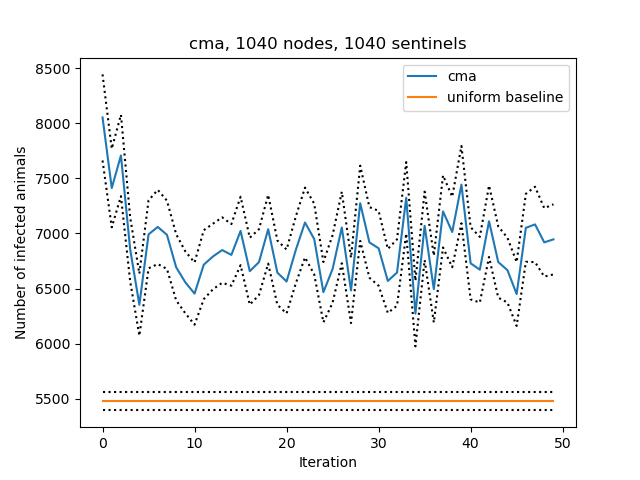 cma, 1040 nodes, 1040 sentinels
8500
8000
7500
7000
6500
6000
5500
Number of infected animals
cma
uniform baseline
0
10
20
30
40
50
Iteration